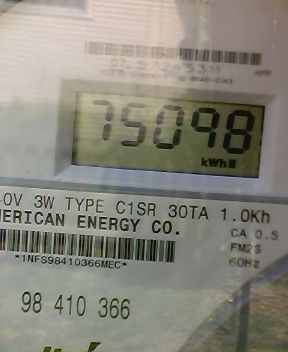 75098
kWh
0V 3W TYPE C1SR 30TA 1.0Kh
MERICAN ENERGY CO.
CA 0.5
FM2S
60Hz
*1NFS98410366MEC*
98 410 366